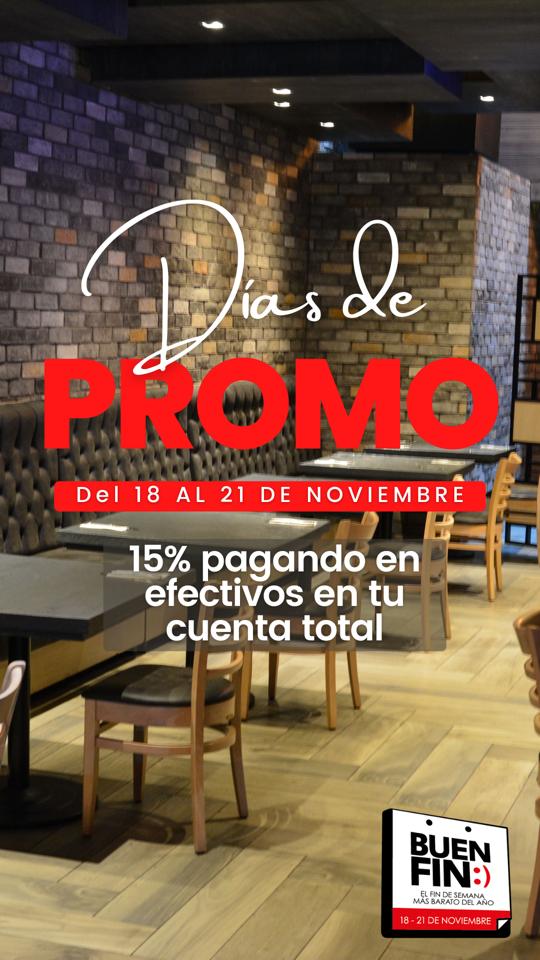 Días de
PROMO
Del 18 AL 21 DE NOVIEMBRE
15% pagando en
efectivos en tu
cuenta total
BUEN
FIN:)
EL FIN DE SEMANA
MÁS BARATO DEL AÑO
18 - 21 DE NOVIEMBRE